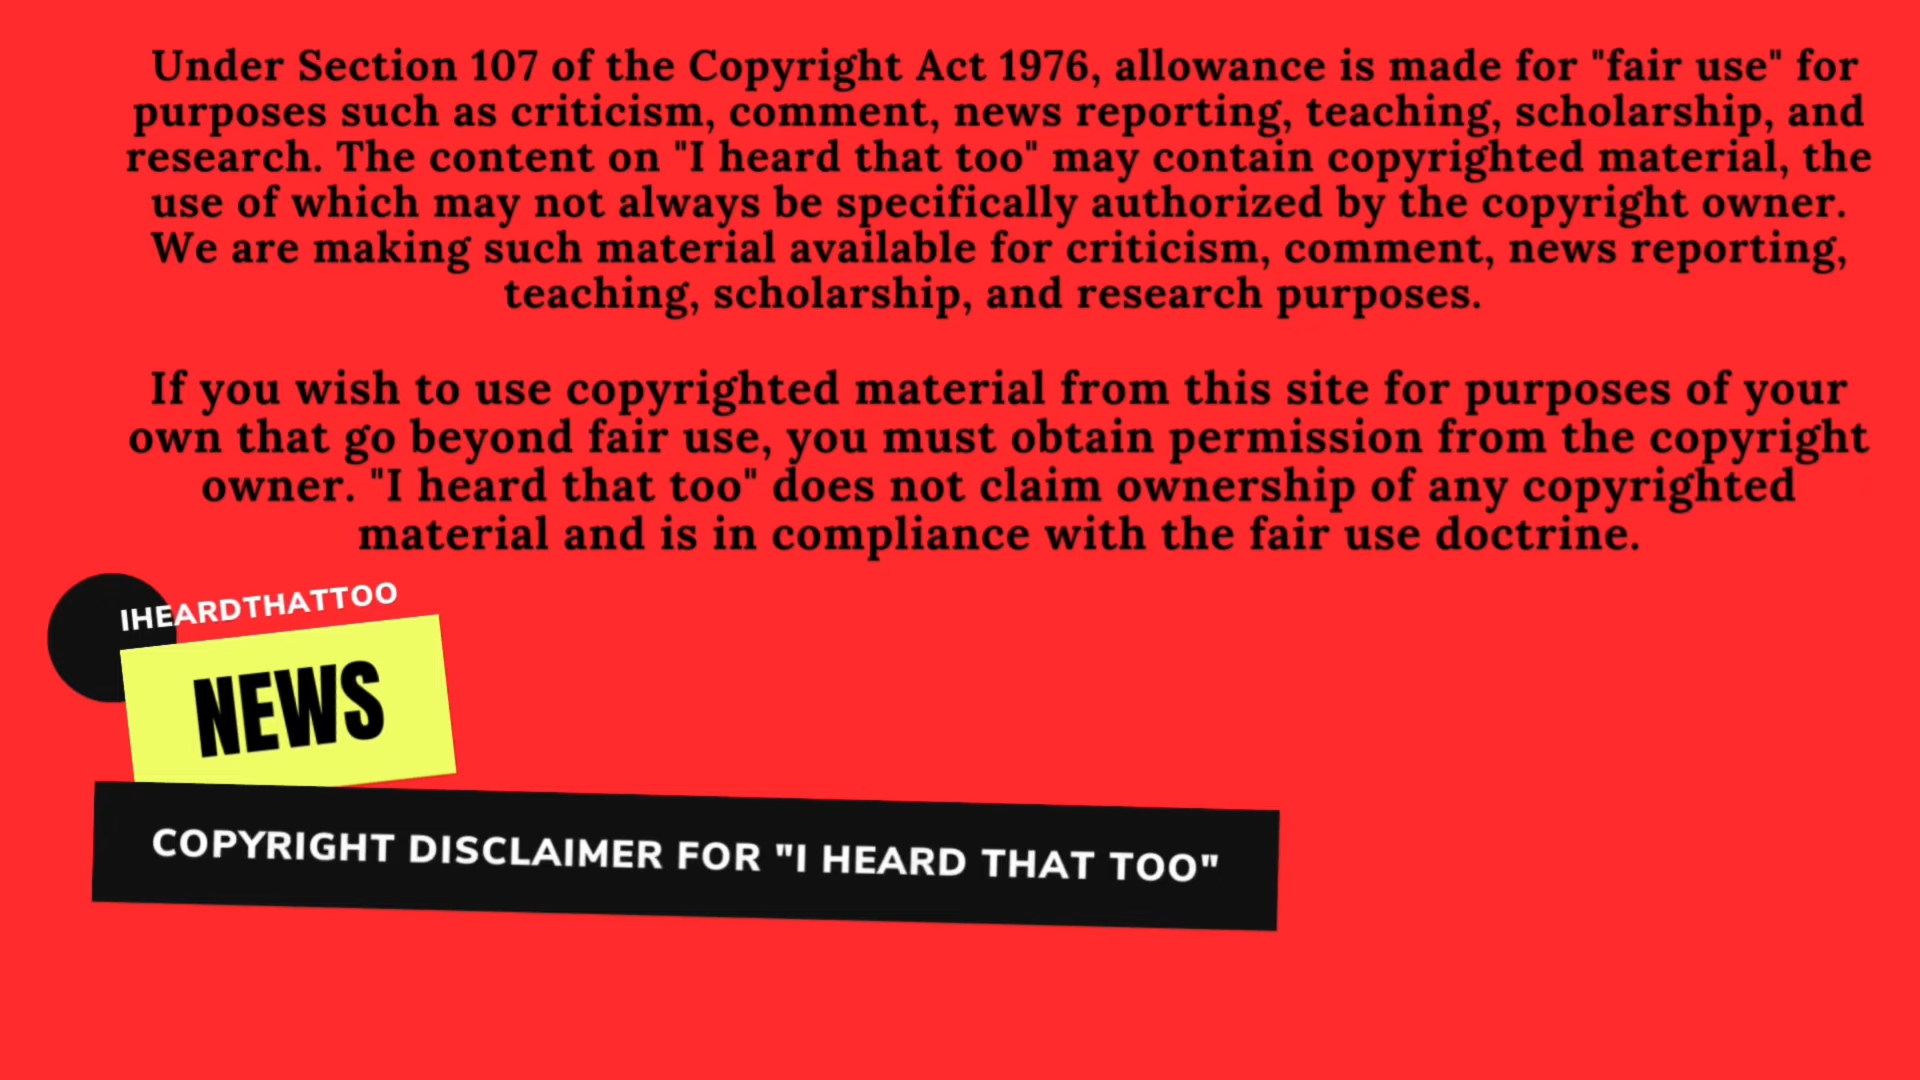 Under Section 107 of the Copyright Act 1976, allowance is made for "fair use" for
purposes such as criticism, comment, news reporting, teaching, scholarship, and
research. The content on "I heard that too" may contain copyrighted material, the
use of which may not always be specifically authorized by the copyright owner.
We are making such material available for criticism, comment, news reporting,
teaching, scholarship, and research purposes.
If you wish to use copyrighted material from this site for purposes of your
own that go beyond fair use, you must obtain permission from the copyright
owner. "I heard that too" does not claim ownership of any copyrighted
material and is in compliance with the fair use doctrine.
IHEARDTHATTOO
NEWS
COPYRIGHT DISCLAIMER FOR "I HEARD THAT TOO"